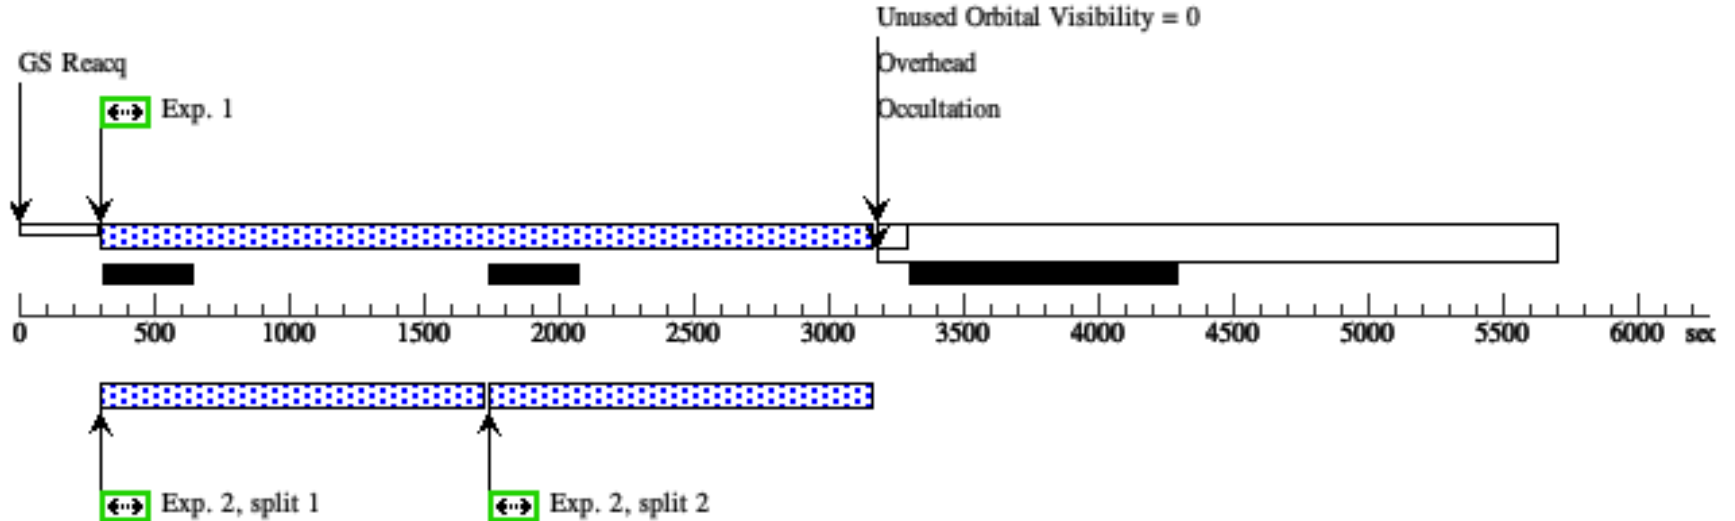 Unused Orbital Visibility = 0
GS Reacq
Overhead
Exp. 1
Occultation
0 500 1000 1500 2000 2500 3000 3500 4000 4500 5000 5500 6000 sec
Exp. 2, split 1
Exp. 2, split 2